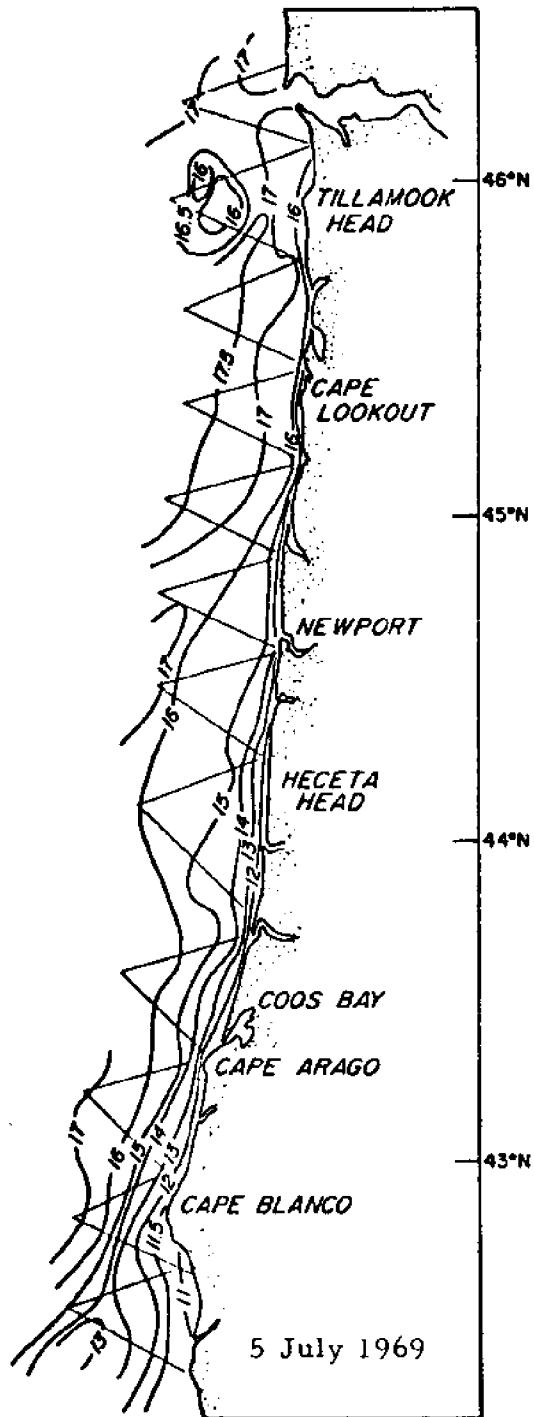 17
17
16
46°N
TILLAMOOK
HEAD
17
16
16.5
16
17.5
CAPE
LOOKOUT
17
16
45°N
NEWPORT
17
16
HECETA
HEAD
15
14
44°N
13
12
COOS BAY
CAPE ARAGO
17
16
15
14
13
43°N
12
CAPE BLANCO
11.5
11
13
5 July 1969